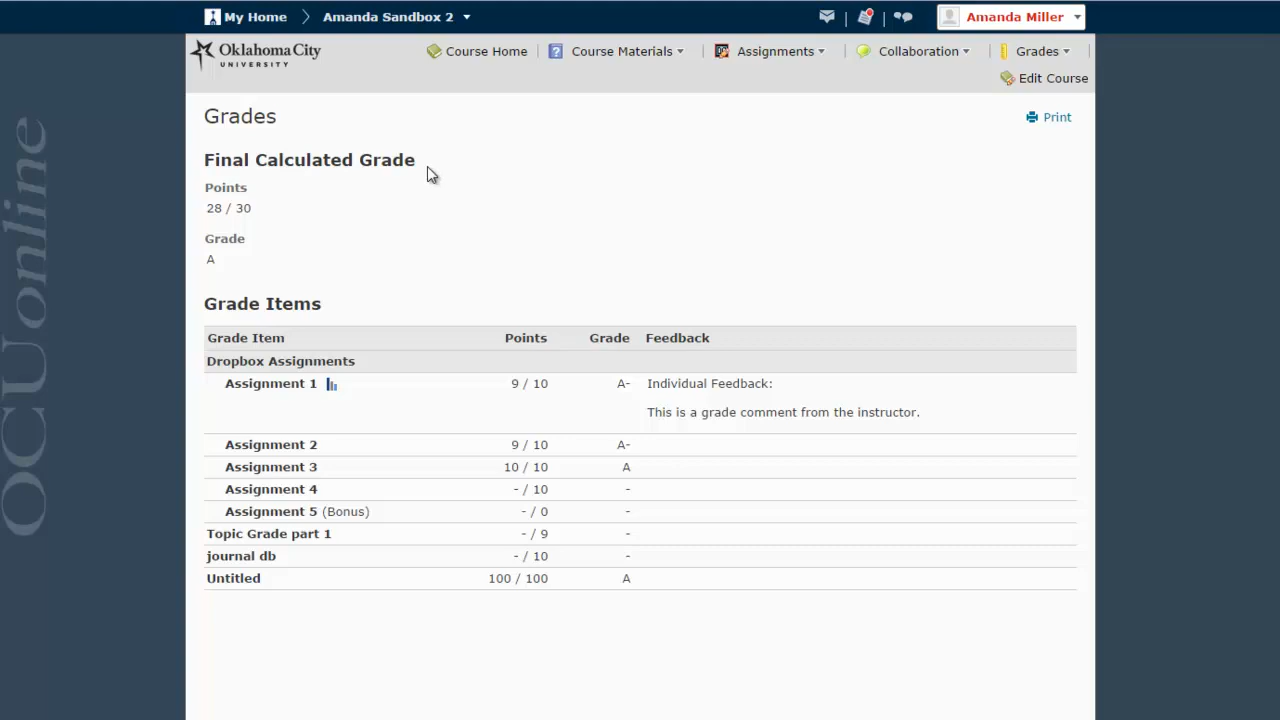 My Home Amanda Sandbox 2 Amanda Miller
Oklahoma City
UNIVERSITY
Course Home Course Materials Assignments Collaboration Grades
Edit Course
OCUonline
Grades
Print
Final Calculated Grade
Points
28 / 30
Grade
A
Grade Items
Grade Item Points Grade Feedback
Dropbox Assignments
Assignment 1 9 / 10 A- Individual Feedback:
This is a grade comment from the instructor.
Assignment 2 9 / 10 A-
Assignment 3 10 / 10 A
Assignment 4 - / 10 -
Assignment 5 (Bonus) - / 0 -
Topic Grade part 1 - / 9 -
journal db - / 10 -
Untitled 100 / 100 A